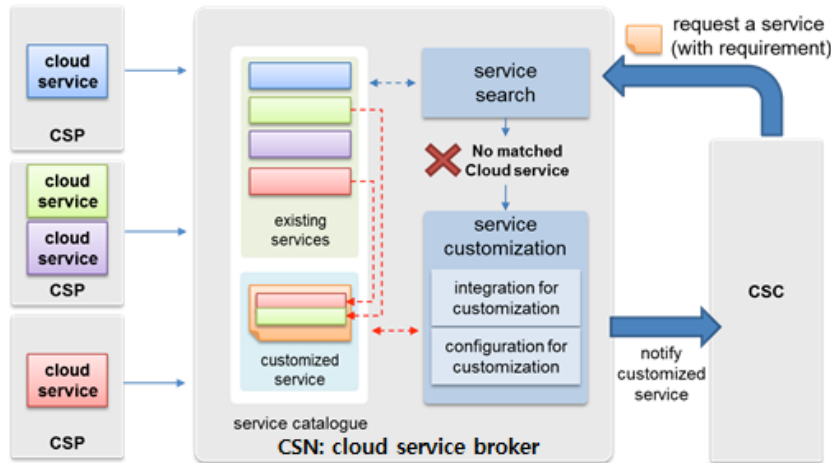 cloud
service
CSP
cloud
service
cloud
service
CSP
cloud
service
CSP
existing
services
customized
service
service catalogue
service
search
No matched
Cloud service
service
customization
integration for
customization
configuration for
customization
CSN: cloud service broker
request a service
(with requirement)
CSC
notify
customized
service